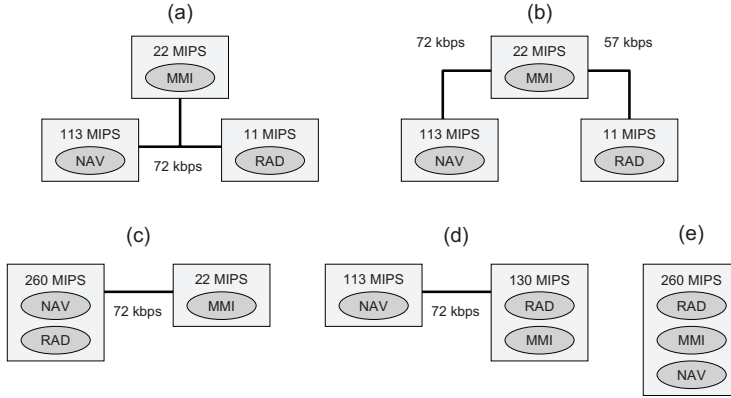 (a)
22 MIPS
MMI
113 MIPS
NAV
72 kbps
11 MIPS
RAD
(b)
72 kbps
22 MIPS
MMI
57 kbps
113 MIPS
NAV
11 MIPS
RAD
(c)
260 MIPS
NAV
RAD
72 kbps
22 MIPS
MMI
(d)
113 MIPS
NAV
72 kbps
130 MIPS
RAD
MMI
(e)
260 MIPS
RAD
MMI
NAV